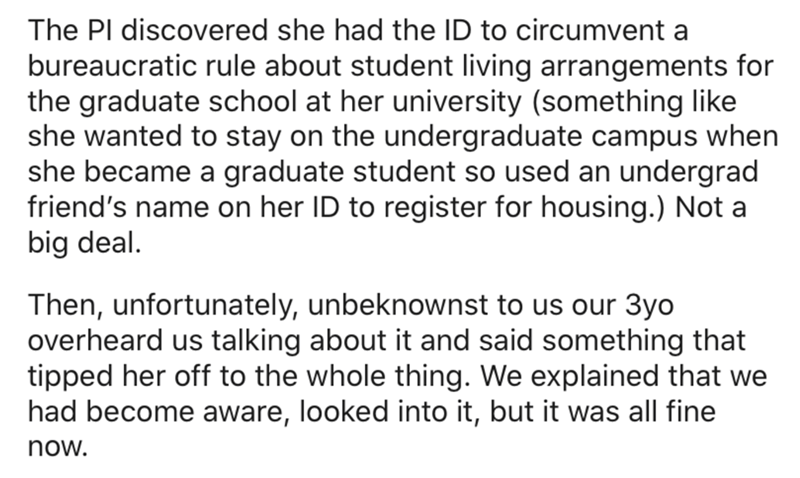 The PI discovered she had the ID to circumvent a
bureaucratic rule about student living arrangements for
the graduate school at her university (something like
she wanted to stay on the undergraduate campus when
she became a graduate student so used an undergrad
friend's name on her ID to register for housing.) Not a
big deal.
Then, unfortunately, unbeknownst to us our 3yo
overheard us talking about it and said something that
tipped her off to the whole thing. We explained that we
had become aware, looked into it, but it was all fine
now.